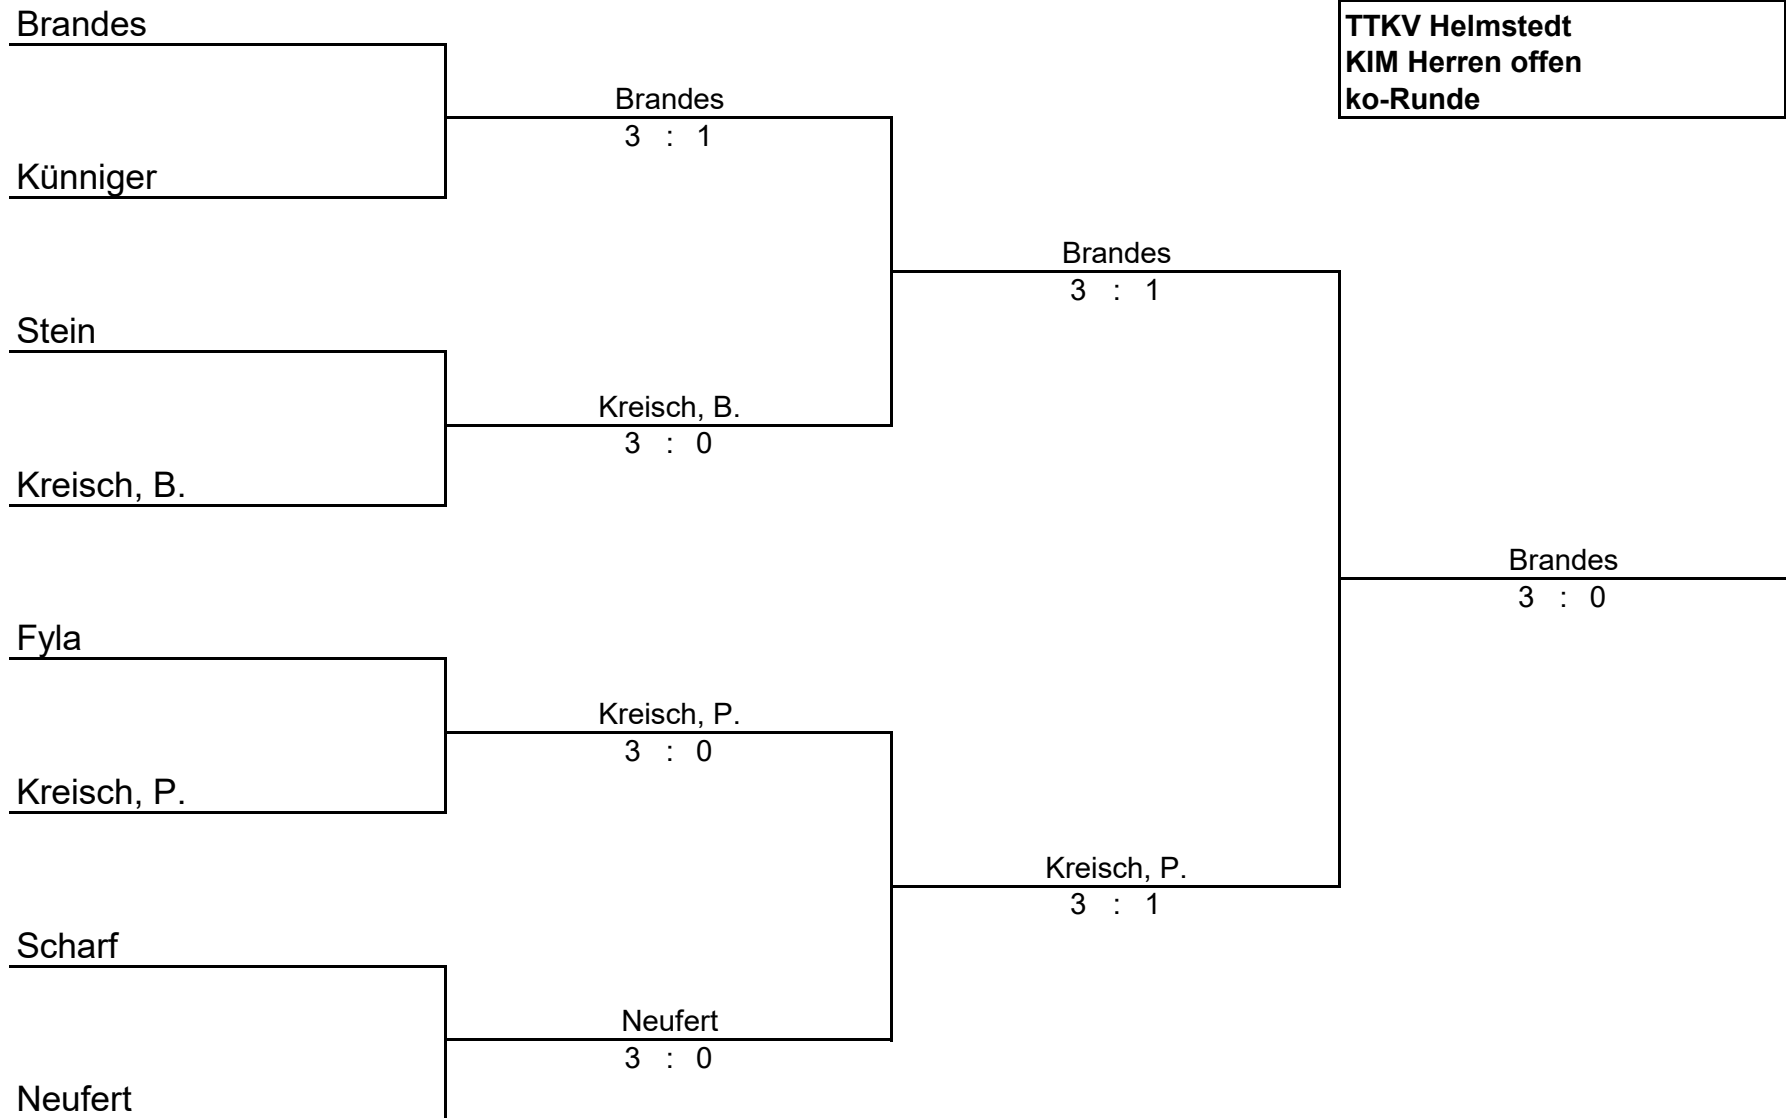 Brandes
TTKV Helmstedt
KIM Herren offen
ko-Runde
Brandes
3 : 1
Künniger
Brandes
3 : 1
Stein
Kreisch, B.
3 : 0
Kreisch, B.
Brandes
3 : 0
Fyla
Kreisch, P.
3 : 0
Kreisch, P.
Kreisch, P.
3 : 1
Scharf
Neufert
3 : 0
Neufert